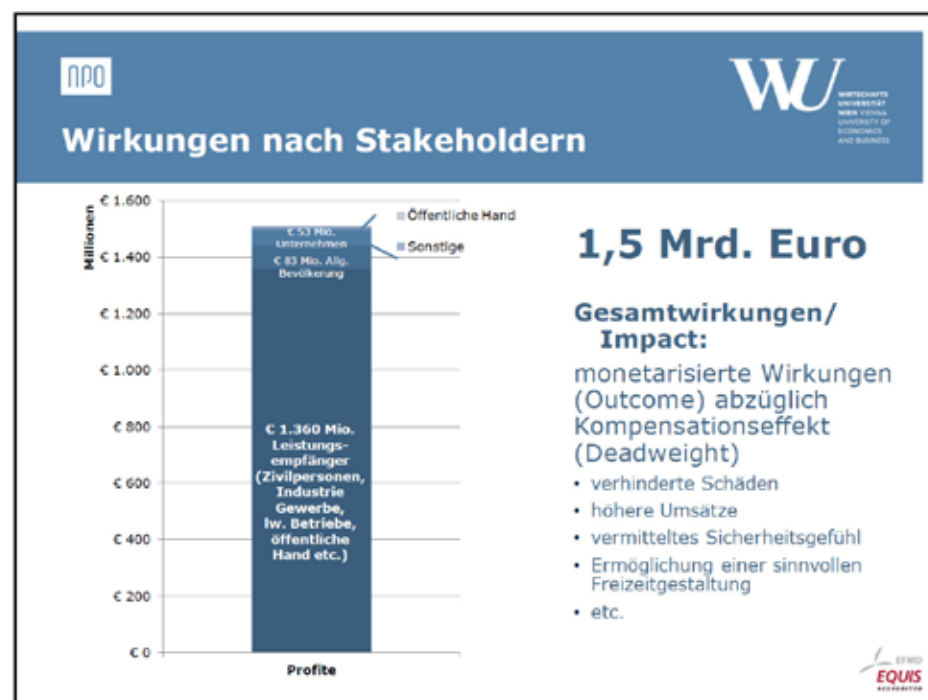 NPO
WU
WIRTSCHAFTS
UNIVERSITÄT
WIEN VIENNA
UNIVERSITY OF
ECONOMICS
AND BUSINESS
Wirkungen nach Stakeholdern
Millionen
€ 1.600
€ 1.400
€ 1.200
€ 1.000
€ 800
€ 600
€ 400
€ 200
€ 0
Öffentliche Hand
Sonstige
€ 53 Mio.
Unternehmen
€ 83 Mio. Allg.
Bevölkerung
€ 1.360 Mio.
Leistungs-
empfänger
(Zivilpersonen,
Industrie
Gewerbe,
lw. Betriebe,
öffentliche
Hand etc.)
Profite
1,5 Mrd. Euro
Gesamtwirkungen/
Impact:
monetarisierte Wirkungen
(Outcome) abzüglich
Kompensationseffekt
(Deadweight)
• verhinderte Schäden
• höhere Umsätze
• vermitteltes Sicherheitsgefühl
• Ermöglichung einer sinnvollen
Freizeitgestaltung
• etc.
EFMD
EQUIS
ACCREDITED